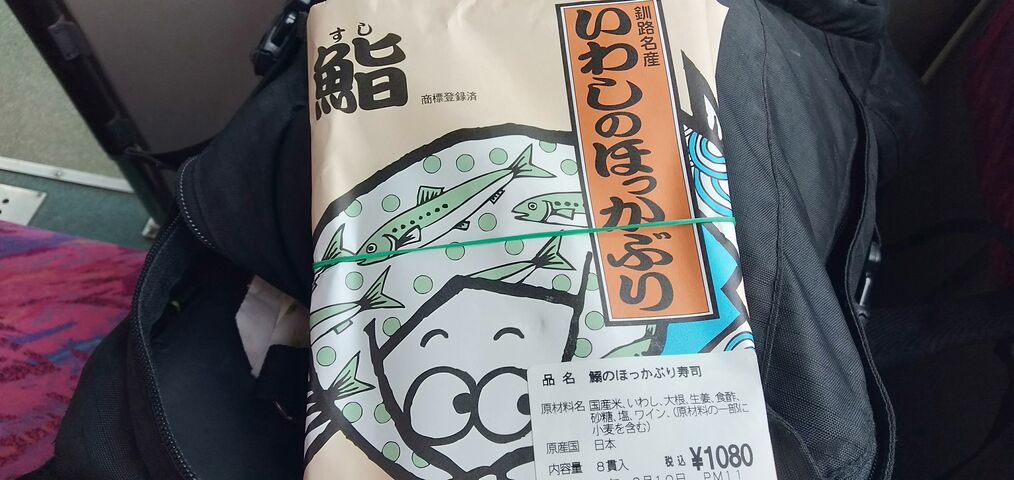 すし
鮨
商標登録済
釧路名産
いわしのほっかぶり
品名 鰯のほっかぶり寿司
原材料名 国産米、いわし、大根、生姜、食酢、
砂糖、塩、ワイン、(原材料の一部に
小麦を含む)
原産国 日本
内容量 8貫入 税込 ¥1080